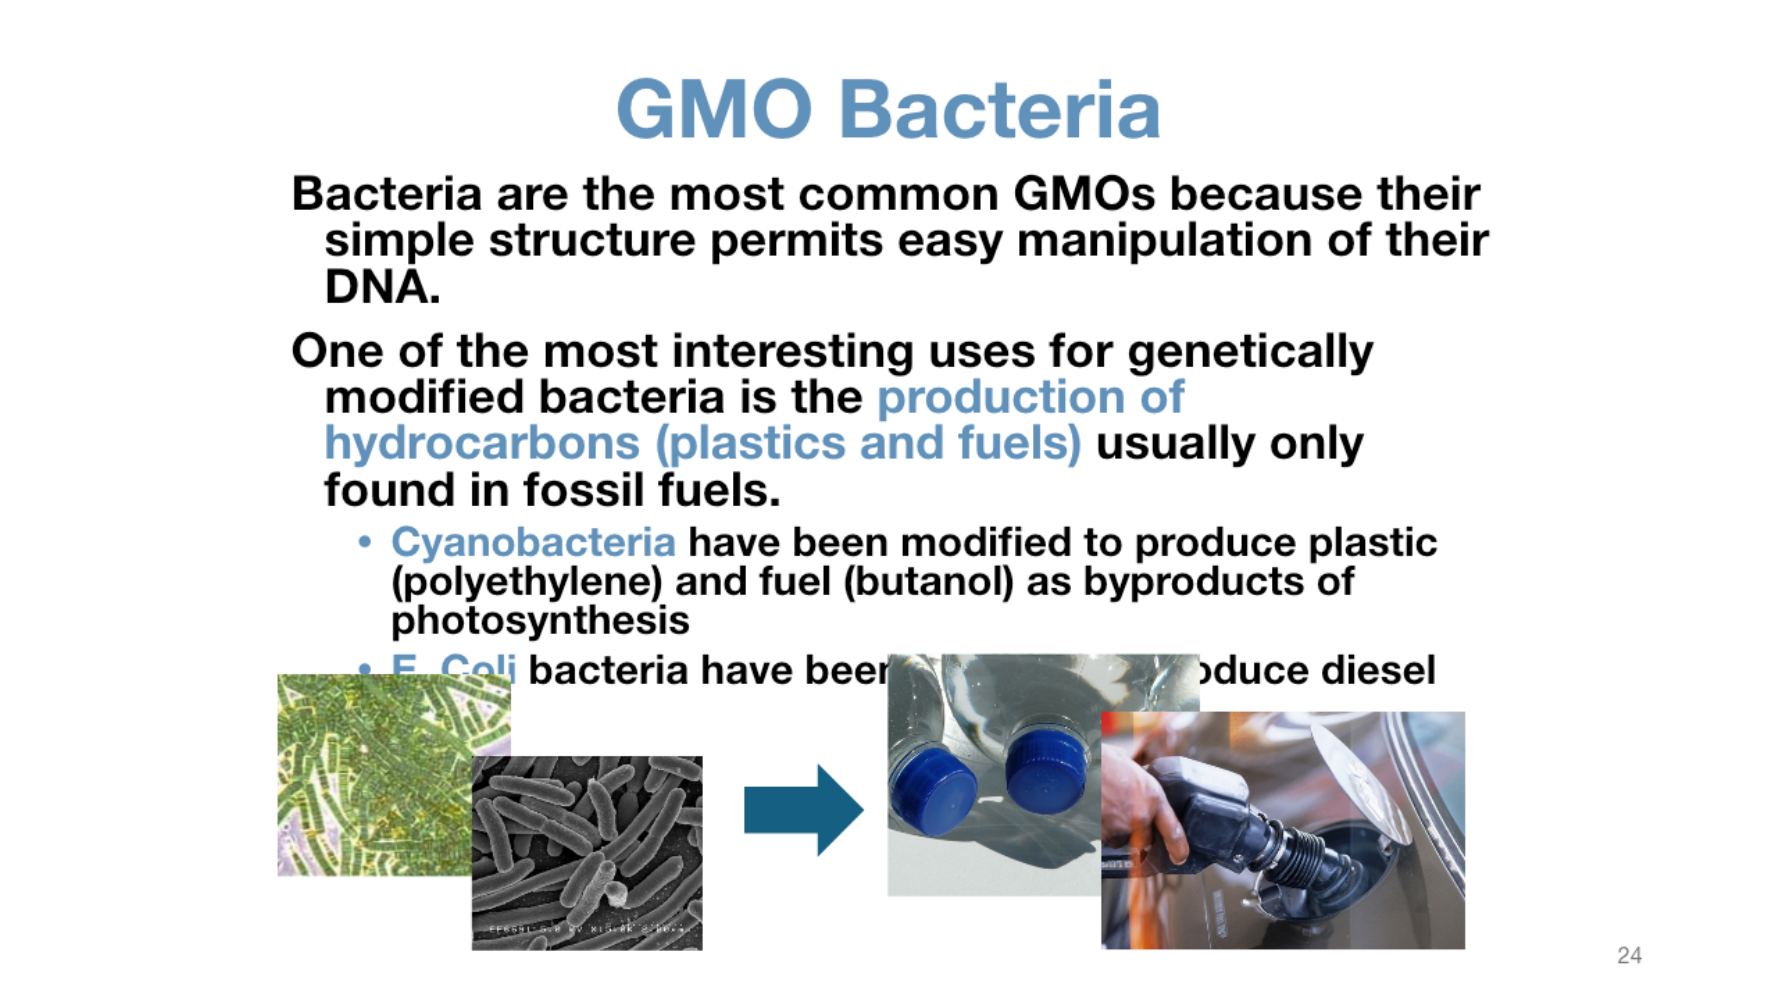 GMO Bacteria
Bacteria are the most common GMOs because their
simple structure permits easy manipulation of their
DNA.
One of the most interesting uses for genetically
modified bacteria is the production of
hydrocarbons (plastics and fuels) usually only
found in fossil fuels.
• Cyanobacteria have been modified to produce plastic
(polyethylene) and fuel (butanol) as byproducts of
photosynthesis
• E. Coli bacteria have been oduce diesel
24